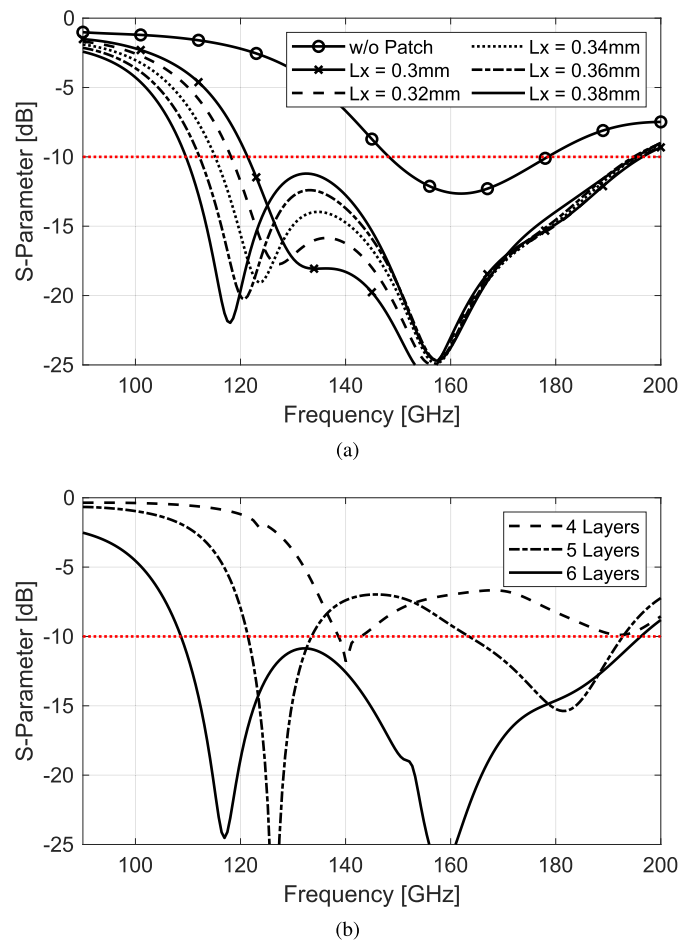 0
-5
-10
-15
-20
-25
S-Parameter [dB]
w/o Patch
Lx = 0.3mm
Lx = 0.32mm
Lx = 0.34mm
Lx = 0.36mm
Lx = 0.38mm
100 120 140 160 180 200
Frequency [GHz]
(a)
0
-5
-10
-15
-20
-25
S-Parameter [dB]
4 Layers
5 Layers
6 Layers
100 120 140 160 180 200
Frequency [GHz]
(b)